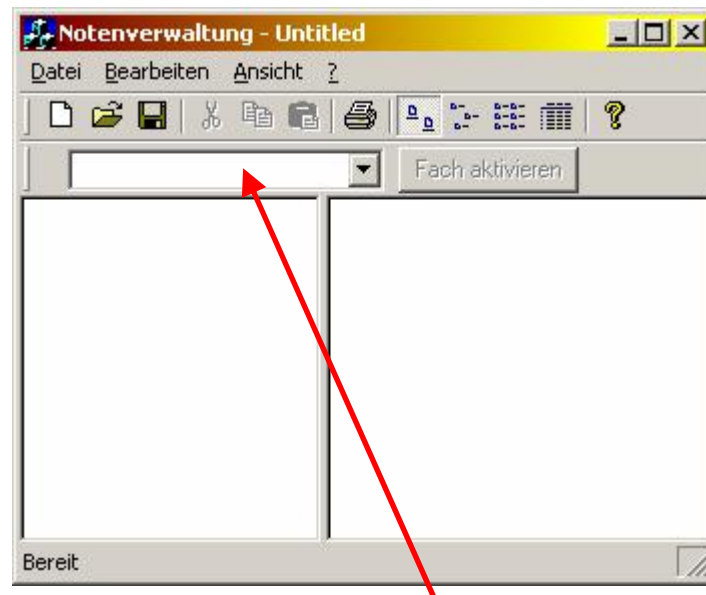 Notenverwaltung - Untitled
Datei Bearbeiten Ansicht ?
Fach aktivieren
Bereit